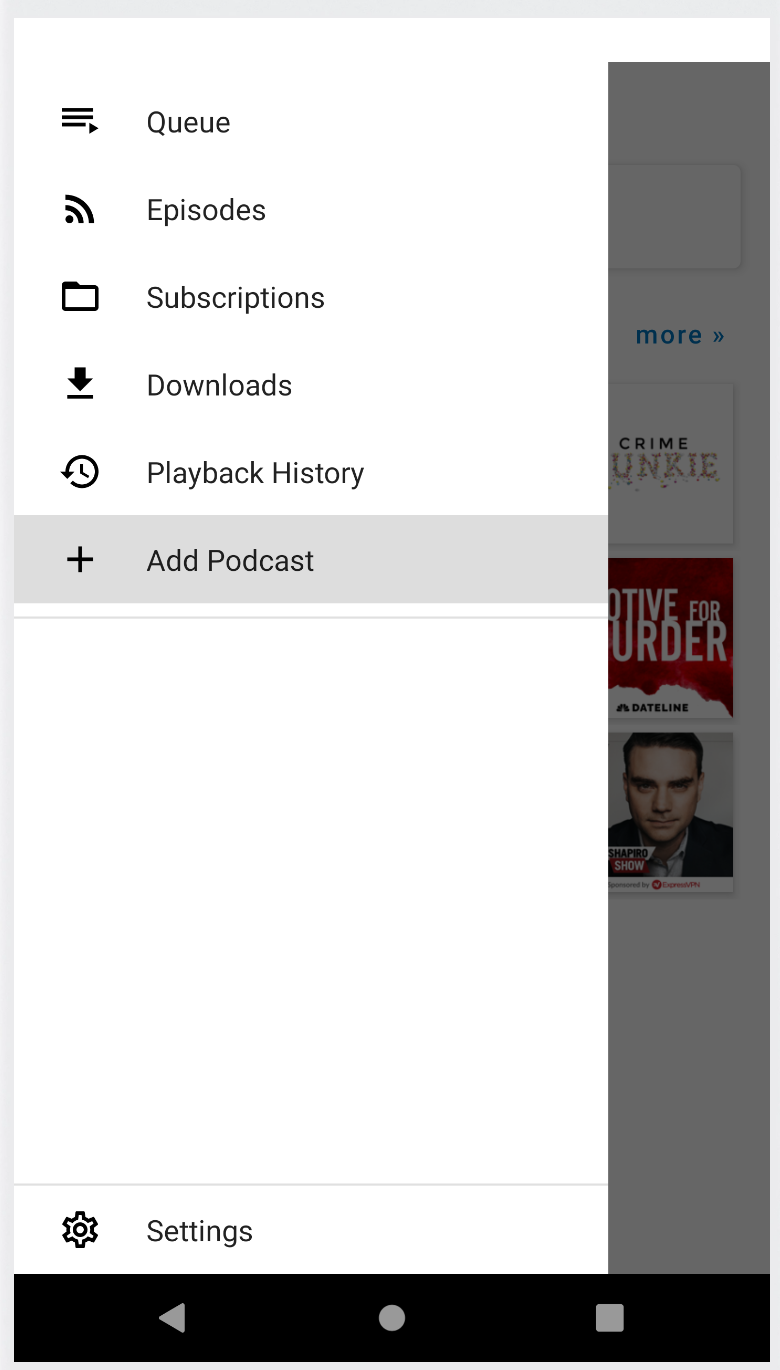 Queue
Episodes
Subscriptions
Downloads
Playback History
Add Podcast
Settings
more »
CRIME
UNKIE
OTIVE FOR
URDER
DATELINE
SHAPIRO
SHOW
Sponsored by ExpressVPN